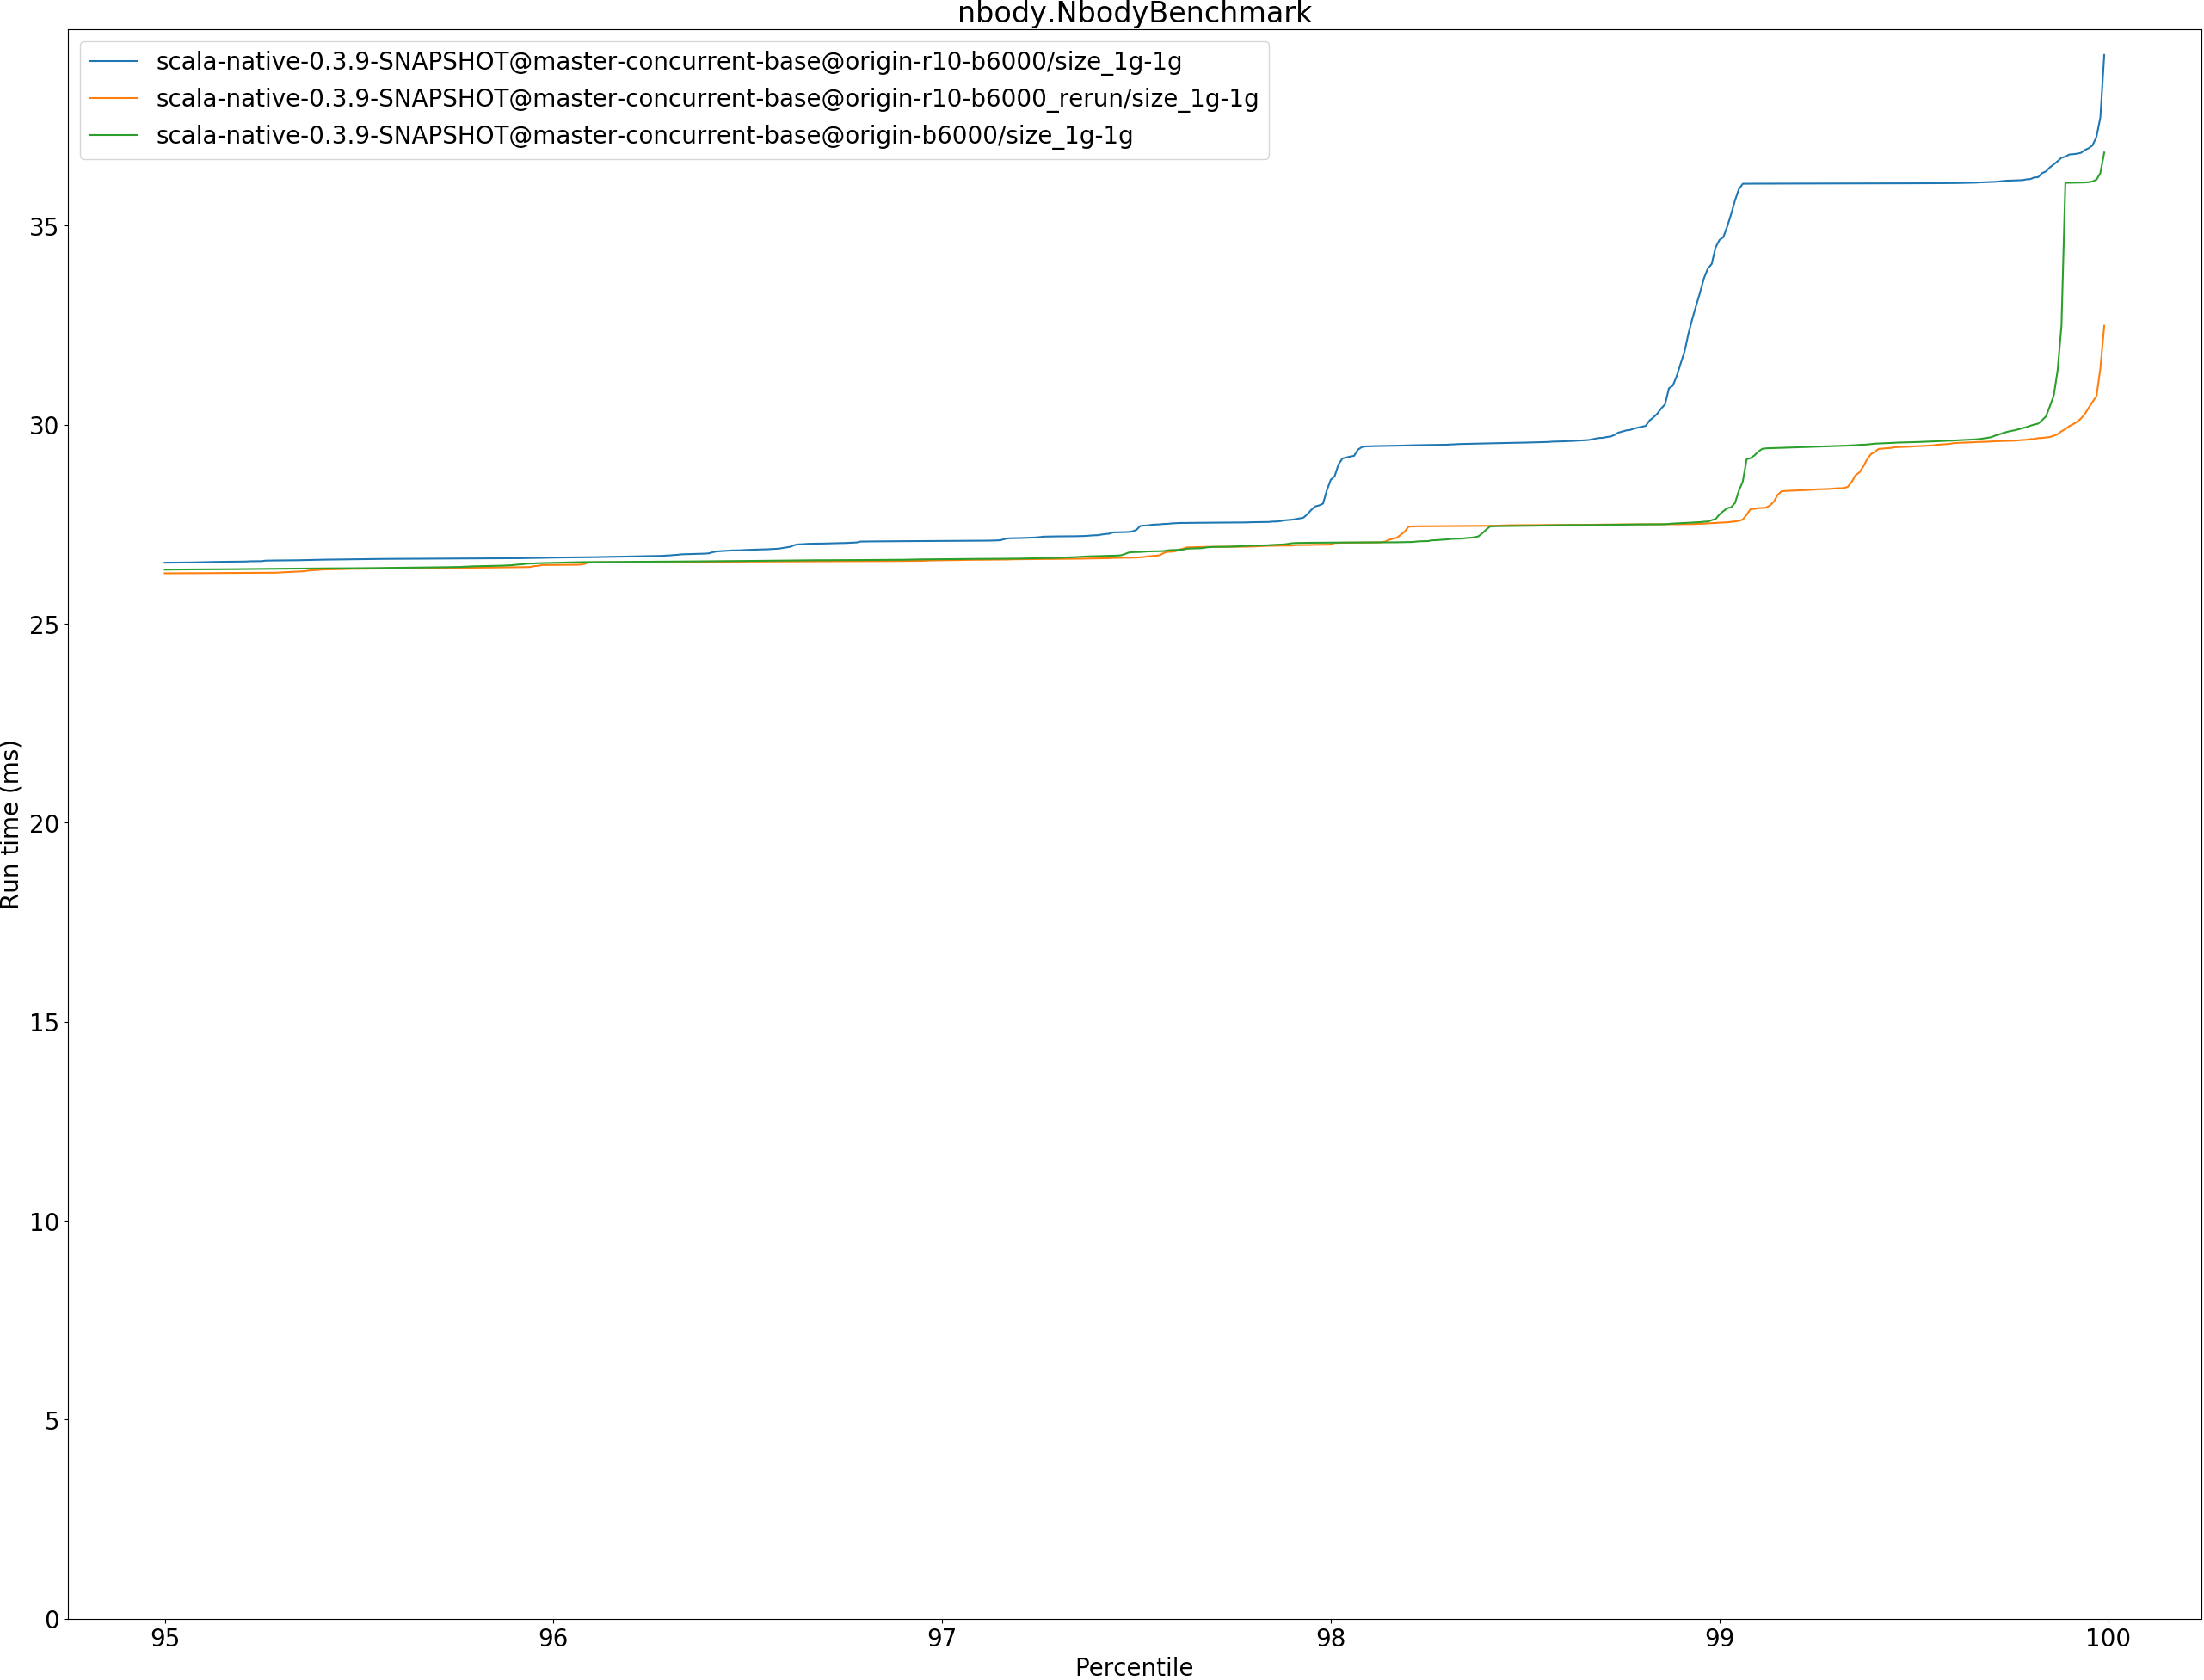 nbody.NbodyBenchmark
scala-native-0.3.9-SNAPSHOT@master-concurrent-base@origin-r10-b6000/size_1g-1g
scala-native-0.3.9-SNAPSHOT@master-concurrent-base@origin-r10-b6000_rerun/size_1g-1g
scala-native-0.3.9-SNAPSHOT@master-concurrent-base@origin-b6000/size_1g-1g
35
30
25
20
15
10
5
0
Run time (ms)
95 96 97 98 99 100
Percentile